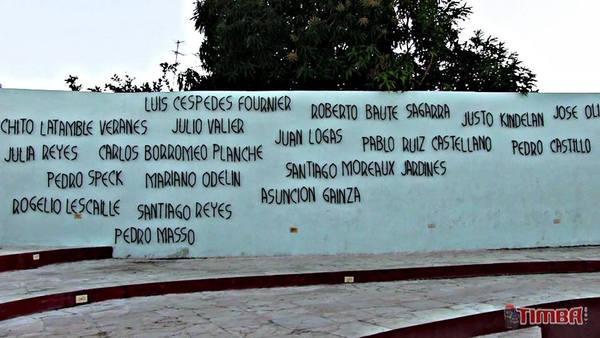 LUIS CESPEDES FOURNIER
ROBERTO BAUTE SAGARRA
JUSTO KINDELAN
JOSE OLI
CHITO LATAMBLE VERANES
JULIO VALIER
JUAN LOGAS
PABLO RUIZ CASTELLANO
PEDRO CASTILLO
JULIA REYES
CARLOS BORROMEO PLANCHE
SANTIAGO MOREAUX JARDINES
PEDRO SPECK
MARIANO ODELIN
ASUNCION GAINZA
ROGELIO LESCAILLE
SANTIAGO REYES
PEDRO MASSO
TIMBA